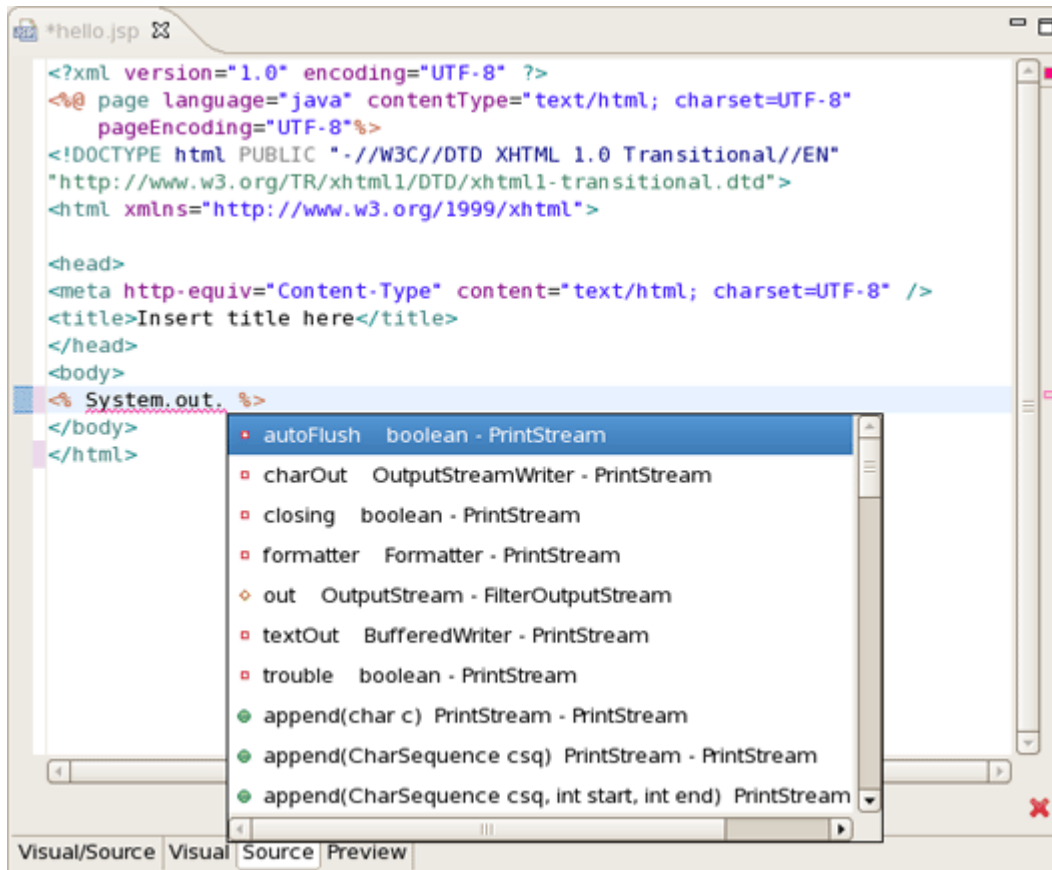 *hello.jsp
<?xml version="1.0" encoding="UTF-8" ?>
<%@ page language="java" contentType="text/html; charset=UTF-8"
    pageEncoding="UTF-8"%>
<!DOCTYPE html PUBLIC "-//W3C//DTD XHTML 1.0 Transitional//EN"
"http://www.w3.org/TR/xhtml1/DTD/xhtml1-transitional.dtd">
<html xmlns="http://www.w3.org/1999/xhtml">
<head>
<meta http-equiv="Content-Type" content="text/html; charset=UTF-8" />
<title>Insert title here</title>
</head>
<body>
<% System.out. %>
</body>
</html>
autoFlush    boolean - PrintStream
charOut    OutputStreamWriter - PrintStream
closing    boolean - PrintStream
formatter    Formatter - PrintStream
out    OutputStream - FilterOutputStream
textOut    BufferedWriter - PrintStream
trouble    boolean - PrintStream
append(char c)  PrintStream - PrintStream
append(CharSequence csq)  PrintStream - PrintStream
append(CharSequence csq, int start, int end)  PrintStream
Visual/Source Visual Source Preview